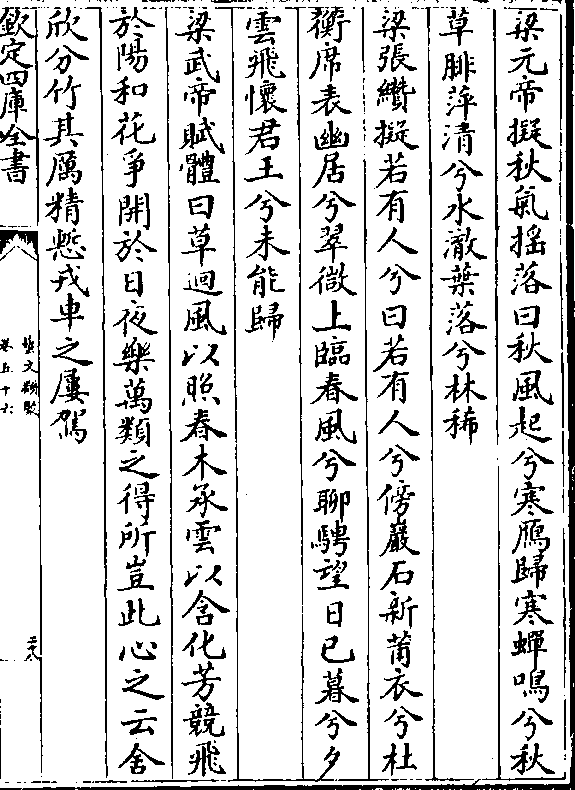 梁元帝擬秋氣揺落曰秋風起兮寒鴈歸寒蟬鳴兮秋
草腓萍清兮水澈葉落兮林稀
梁張纘擬若有人兮曰若有人兮傍巖石新莆衣兮杜
衡席表幽居兮翠微上臨春風兮聊騁望日已暮兮夕
雲飛懷君王兮未能歸
梁武帝賦體曰草迴風以照春木承雲以含化芳競飛
於陽和花爭開於日夜樂萬類之得所豈此心之云舍
欣分竹其厲精慙戎車之屢駕
欽定四庫全書
藝文類聚
卷五十六
二十八